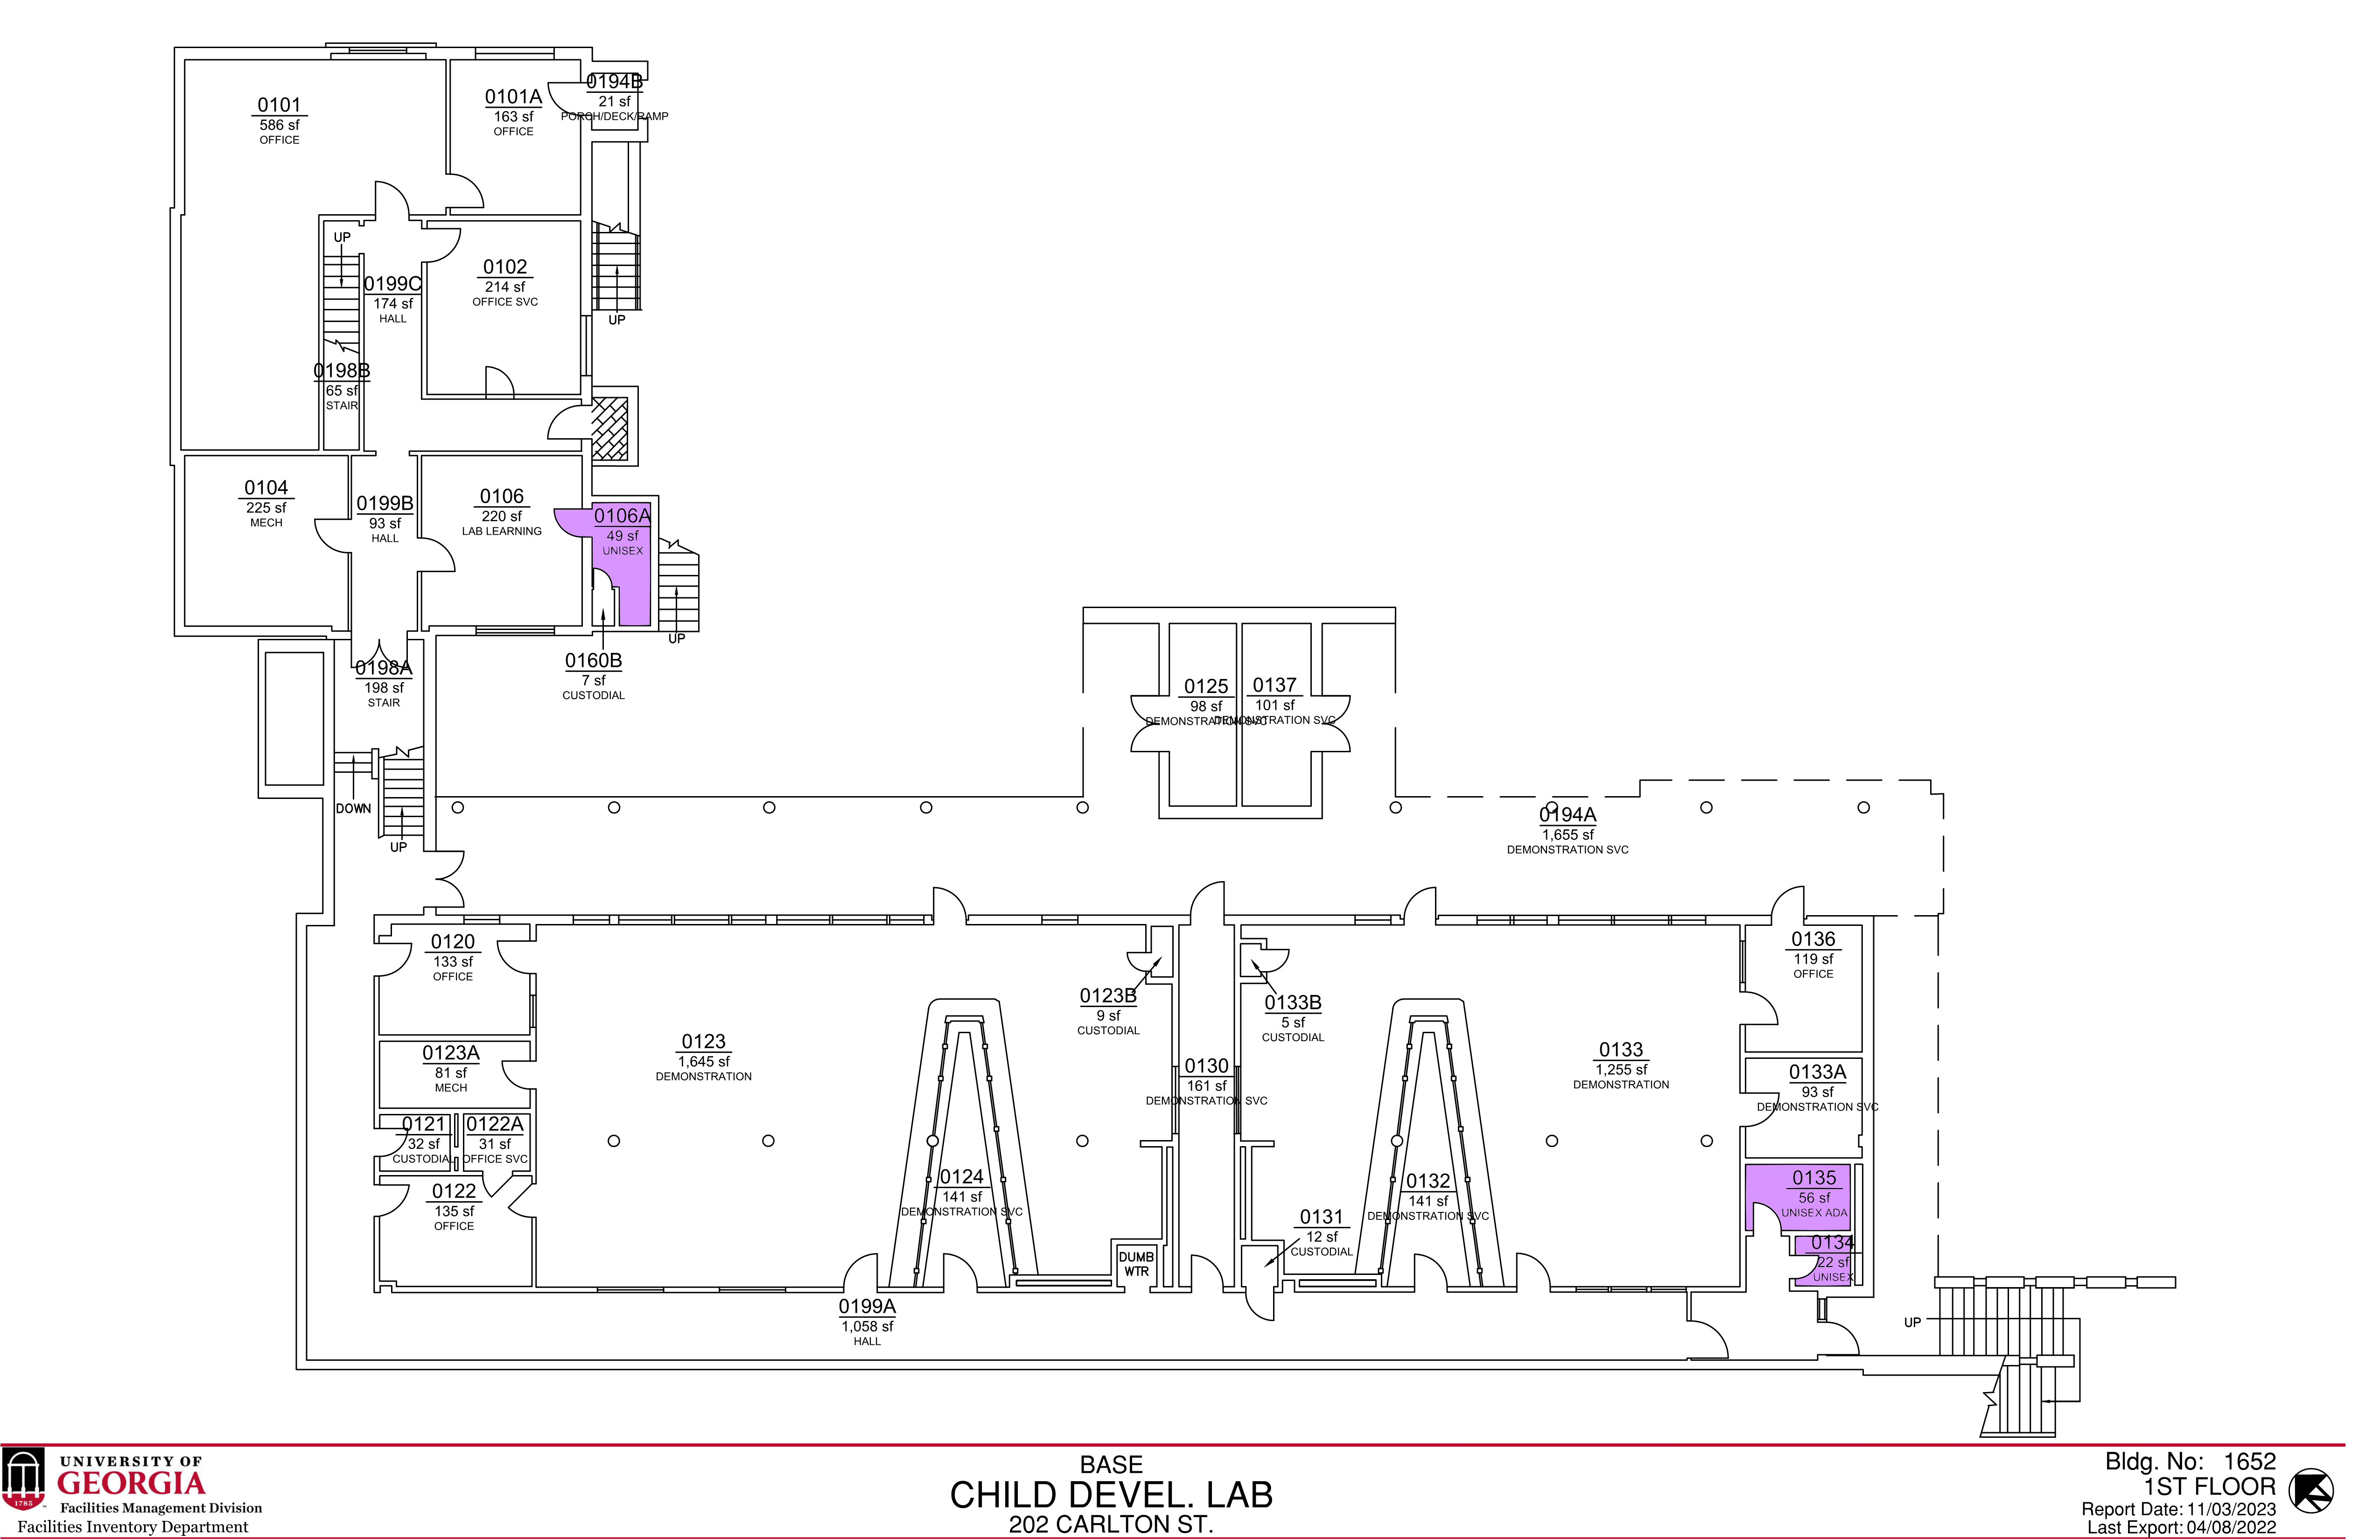 0101
586 sf
OFFICE
0101A
163 sf
OFFICE
0194B
21 sf
PORCH/DECK/RAMP
UP
0199C
174 sf
HALL
0102
214 sf
OFFICE SVC
UP
0198B
65 sf
STAIR
0104
225 sf
MECH
0199B
93 sf
HALL
0106
220 sf
LAB LEARNING
0106A
49 sf
UNISEX
UP
0160B
7 sf
CUSTODIAL
0198A
198 sf
STAIR
DOWN
UP
0125
98 sf
DEMONSTRATION SVC
0137
101 sf
DEMONSTRATION SVC
0194A
1,655 sf
DEMONSTRATION SVC
0120
133 sf
OFFICE
0123A
81 sf
MECH
0121
32 sf
CUSTODIAL
0122A
31 sf
OFFICE SVC
0122
135 sf
OFFICE
0123
1,645 sf
DEMONSTRATION
0123B
9 sf
CUSTODIAL
0124
141 sf
DEMONSTRATION SVC
DUMB
WTR
0130
161 sf
DEMONSTRATION SVC
0133B
5 sf
CUSTODIAL
0131
12 sf
CUSTODIAL
0132
141 sf
DEMONSTRATION SVC
0133
1,255 sf
DEMONSTRATION
0136
119 sf
OFFICE
0133A
93 sf
DEMONSTRATION SVC
0135
56 sf
UNISEX ADA
0134
22 sf
UNISEX
0199A
1,058 sf
HALL
UP
1785
UNIVERSITY OF
GEORGIA
Facilities Management Division
Facilities Inventory Department
BASE
CHILD DEVEL. LAB
202 CARLTON ST.
Bldg. No: 1652
1ST FLOOR
Report Date: 11/03/2023
Last Export: 04/08/2022